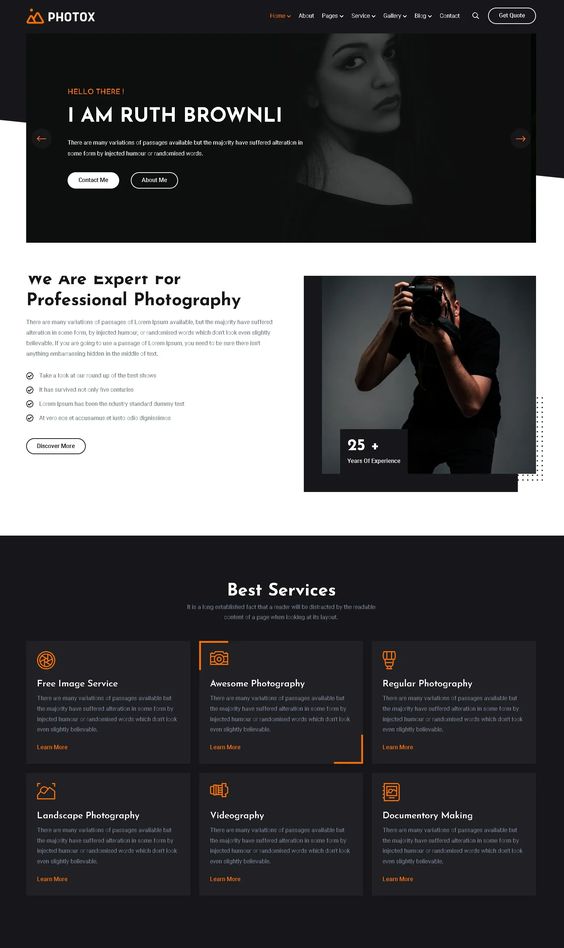 PHOTOX
Home About Pages Service Gallery Blog Contact Get Quote
HELLO THERE !
I AM RUTH BROWNLI
There are many variations of passages available but the majority have suffered alteration in
some form by injected humour or randomised words.
Contact Me About Me
We Are Expert For
Professional Photography
There are many variations of passages of Lorem Ipsum available, but the majority have suffered
alteration in some form, by injected humour, or randomised words which don't look even slightly
believable. If you are going to use a passage of Lorem Ipsum, you need to be sure there isn't
anything embarrassing hidden in the middle of text.
Take a look at our round up of the best shows
It has survived not only five centuries
Lorem Ipsum has been the ndustry standard dummy text
At vero eos et accusamus et iusto odio dignissimos
Discover More
25 +
Years Of Experience
Best Services
It is a long established fact that a reader will be distracted by the readable
content of a page when looking at its layout.
Free Image Service
There are many variations of passages available but
the majority have suffered alteration in some form by
injected humour or randomised words which don't look
even slightly believable.
Learn More
Awesome Photography
There are many variations of passages available but
the majority have suffered alteration in some form by
injected humour or randomised words which don't look
even slightly believable.
Learn More
Regular Photography
There are many variations of passages available but
the majority have suffered alteration in some form by
injected humour or randomised words which don't look
even slightly believable.
Learn More
Landscape Photography
There are many variations of passages available but
the majority have suffered alteration in some form by
injected humour or randomised words which don't look
even slightly believable.
Learn More
Videography
There are many variations of passages available but
the majority have suffered alteration in some form by
injected humour or randomised words which don't look
even slightly believable.
Learn More
Documentory Making
There are many variations of passages available but
the majority have suffered alteration in some form by
injected humour or randomised words which don't look
even slightly believable.
Learn More